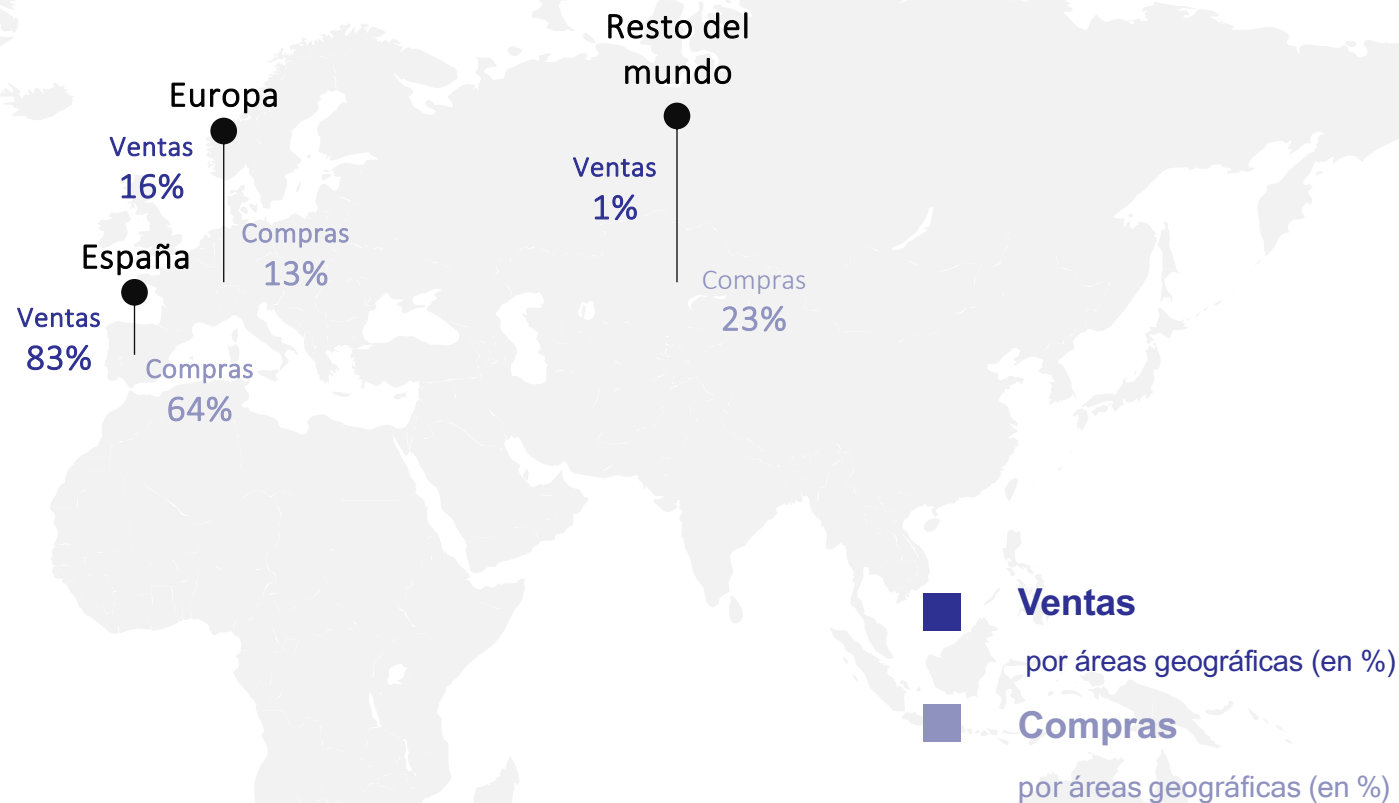 Resto del
mundo
Ventas
1%
Compras
23%
Europa
Ventas
16%
Compras
13%
España
Ventas
83%
Compras
64%
Ventas
por áreas geográficas (en %)
Compras
por áreas geográficas (en %)